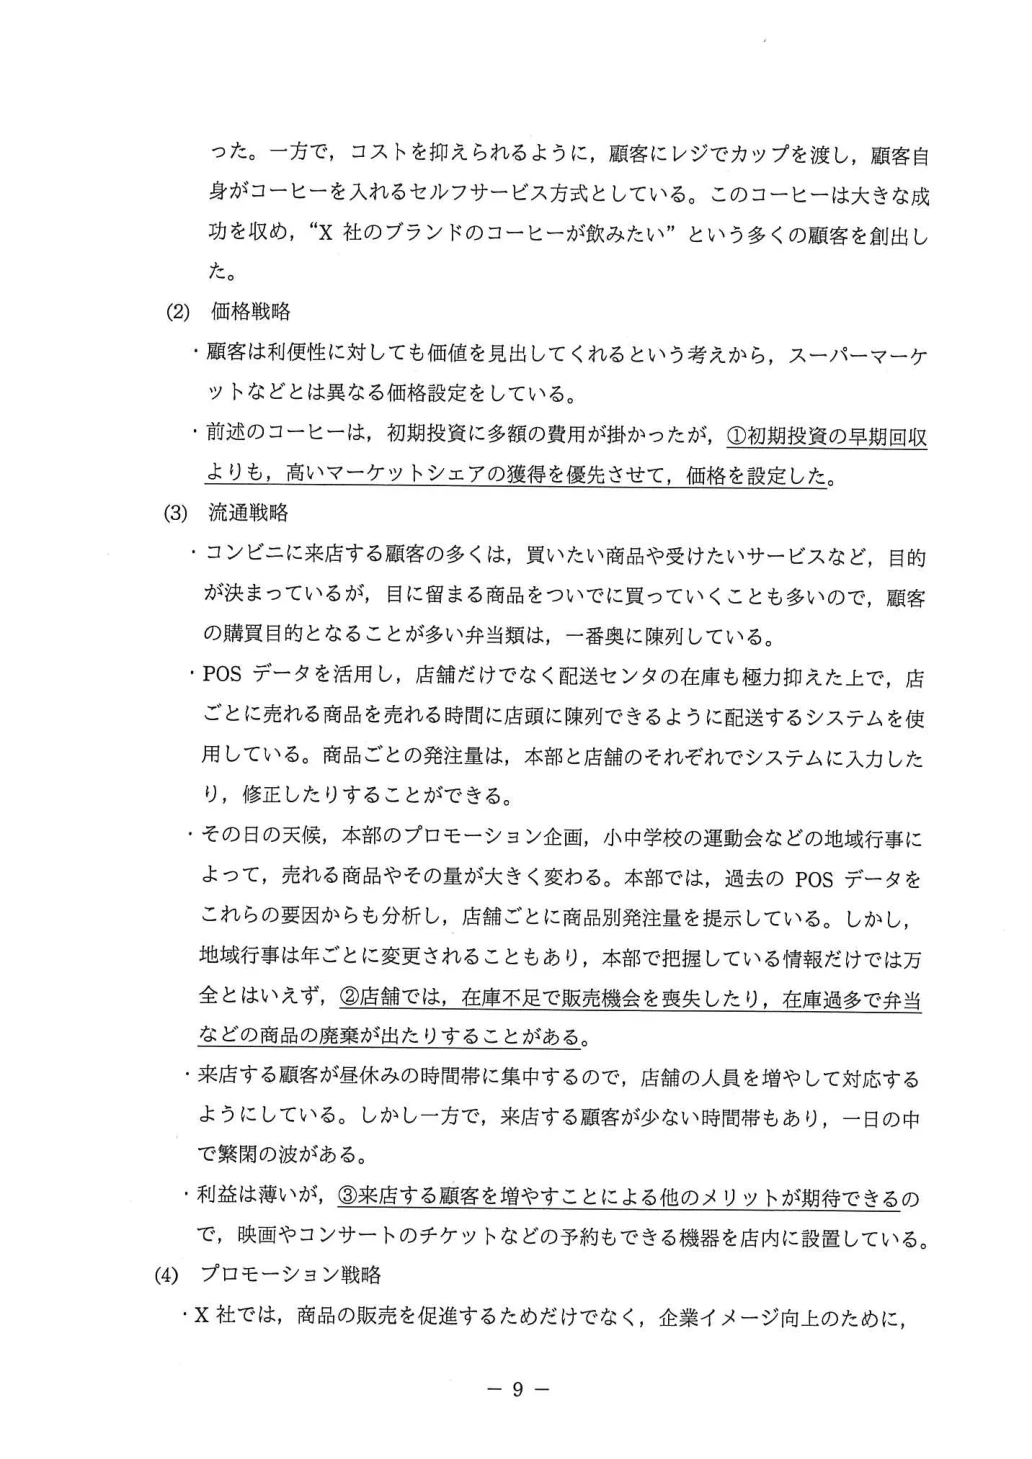 った。一方で，コストを抑えられるように，顧客にレジでカップを渡し，顧客自
身がコーヒーを入れるセルフサービス方式としている。このコーヒーは大きな成
功を収め，“X 社のブランドのコーヒーが飲みたい”という多くの顧客を創出し
た。
(2) 価格戦略
・顧客は利便性に対しても価値を見出してくれるという考えから，スーパーマーケ
ットなどとは異なる価格設定をしている。
・前述のコーヒーは，初期投資に多額の費用が掛かったが，①初期投資の早期回収
よりも，高いマーケットシェアの獲得を優先させて，価格を設定した。
(3) 流通戦略
・コンビニに来店する顧客の多くは，買いたい商品や受けたいサービスなど，目的
が決まっているが，目に留まる商品をついでに買っていくことも多いので，顧客
の購買目的となることが多い弁当類は，一番奥に陳列している。
・POS データを活用し，店舗だけでなく配送センタの在庫も極力抑えた上で，店
ごとに売れる商品を売れる時間に店頭に陳列できるように配送するシステムを使
用している。商品ごとの発注量は，本部と店舗のそれぞれでシステムに入力した
り，修正したりすることができる。
・その日の天候，本部のプロモーション企画，小中学校の運動会などの地域行事に
よって，売れる商品やその量が大きく変わる。本部では，過去の POS データを
これらの要因からも分析し，店舗ごとに商品別発注量を提示している。しかし，
地域行事は年ごとに変更されることもあり，本部で把握している情報だけでは万
全とはいえず，②店舗では，在庫不足で販売機会を喪失したり，在庫過多で弁当
などの商品の廃棄が出たりすることがある。
・来店する顧客が昼休みの時間帯に集中するので，店舗の人員を増やして対応する
ようにしている。しかし一方で，来店する顧客が少ない時間帯もあり，一日の中
で繁閑の波がある。
・利益は薄いが，③来店する顧客を増やすことによる他のメリットが期待できるの
で，映画やコンサートのチケットなどの予約もできる機器を店内に設置している。
(4) プロモーション戦略
・X 社では，商品の販売を促進するためだけでなく，企業イメージ向上のために，
－ 9 －